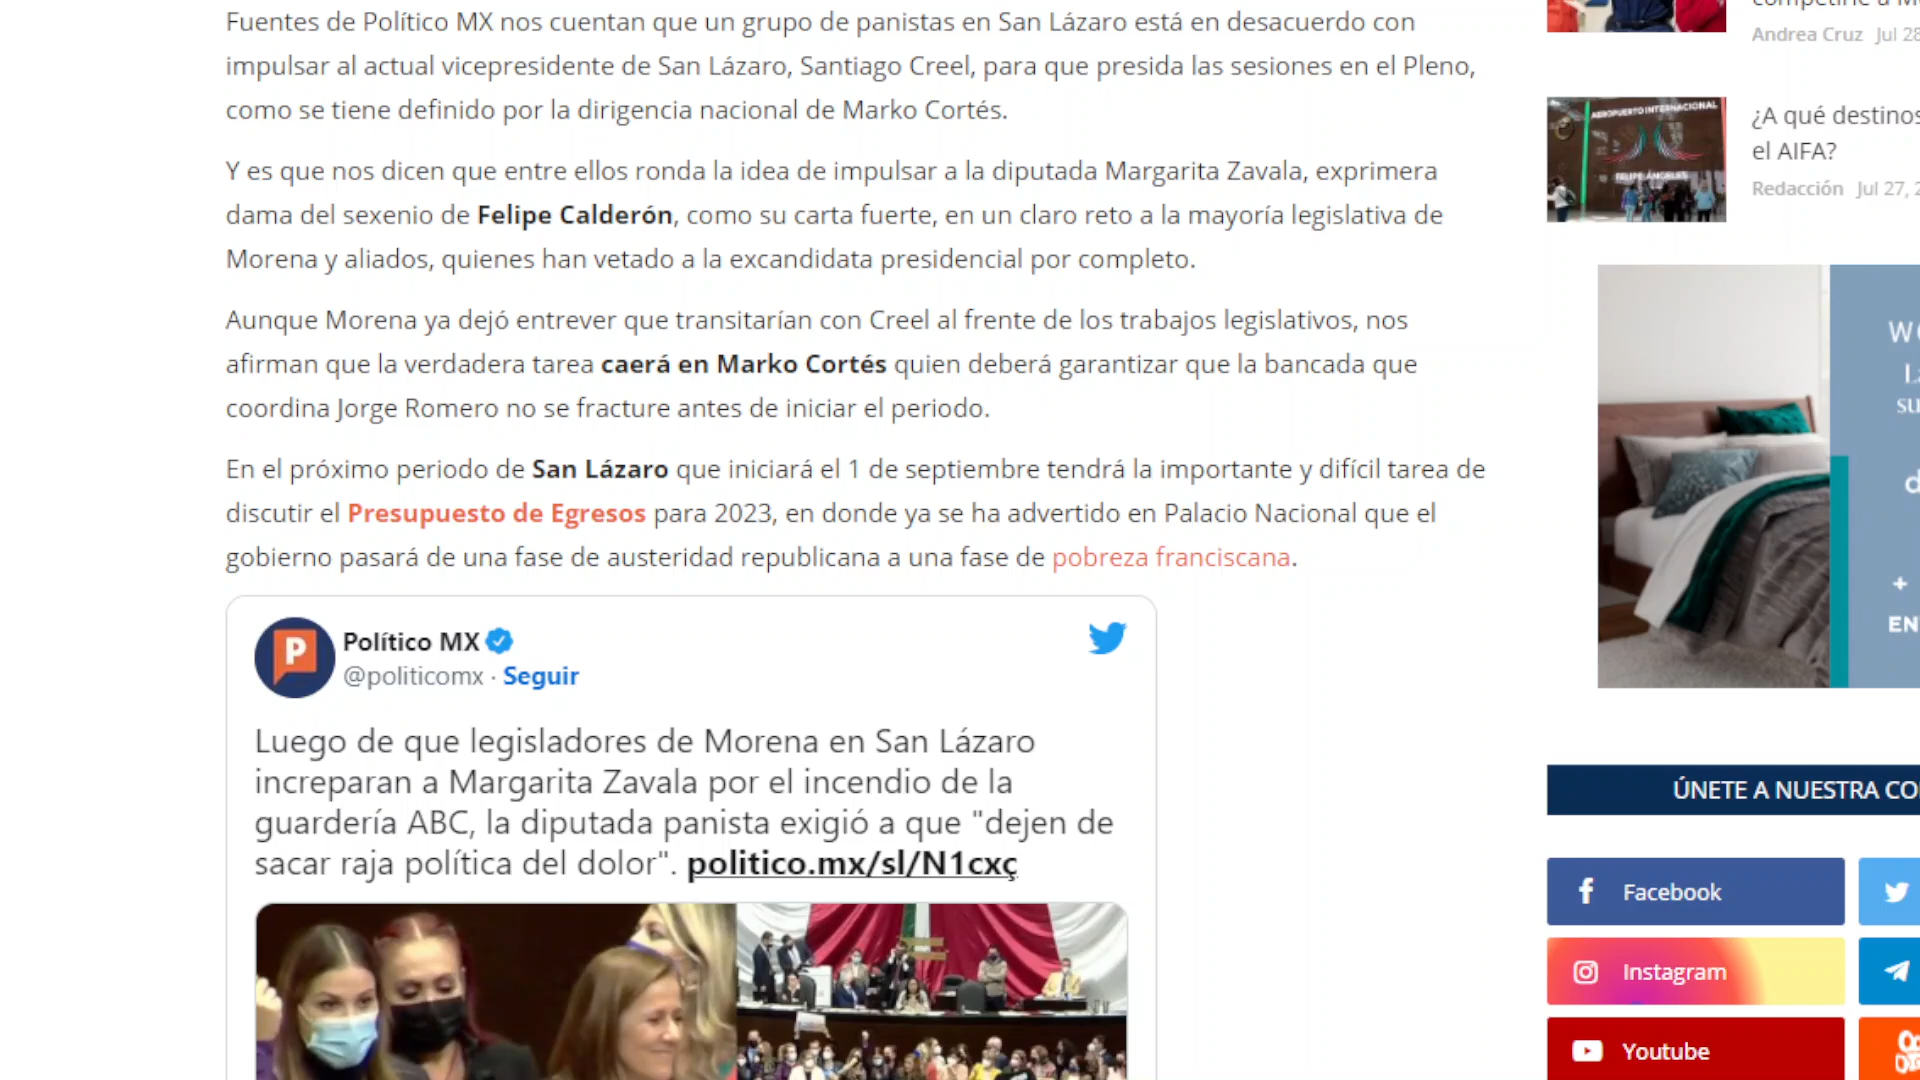 Fuentes de Político MX nos cuentan que un grupo de panistas en San Lázaro está en desacuerdo con
impulsar al actual vicepresidente de San Lázaro, Santiago Creel, para que presida las sesiones en el Pleno,
como se tiene definido por la dirigencia nacional de Marko Cortés.
Y es que nos dicen que entre ellos ronda la idea de impulsar a la diputada Margarita Zavala, exprimera
dama del sexenio de Felipe Calderón, como su carta fuerte, en un claro reto a la mayoría legislativa de
Morena y aliados, quienes han vetado a la excandidata presidencial por completo.
Aunque Morena ya dejó entrever que transitarían con Creel al frente de los trabajos legislativos, nos
afirman que la verdadera tarea caerá en Marko Cortés quien deberá garantizar que la bancada que
coordina Jorge Romero no se fracture antes de iniciar el periodo.
En el próximo periodo de San Lázaro que iniciará el 1 de septiembre tendrá la importante y difícil tarea de
discutir el Presupuesto de Egresos para 2023, en donde ya se ha advertido en Palacio Nacional que el
gobierno pasará de una fase de austeridad republicana a una fase de pobreza franciscana.
Político MX
@politicomx · Seguir
Luego de que legisladores de Morena en San Lázaro
increparan a Margarita Zavala por el incendio de la
guardería ABC, la diputada panista exigió a que "dejen de
sacar raja política del dolor". politico.mx/sl/N1cxç
Andrea Cruz Jul 28
AEROPUERTO INTERNACIONAL
FELIPE ÁNGELES
¿A qué destinos
el AIFA?
Redacción Jul 27, 2
EN
ÚNETE A NUESTRA CO
Facebook
Instagram
Youtube